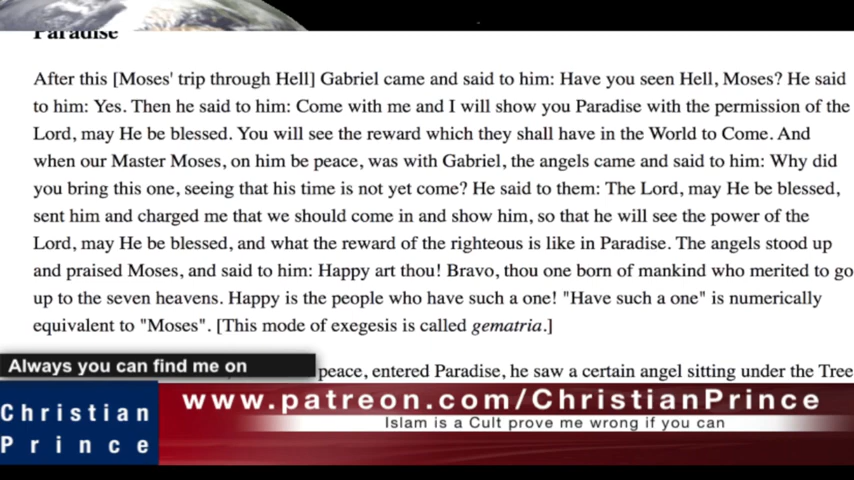 Paradise
After this [Moses' trip through Hell] Gabriel came and said to him: Have you seen Hell, Moses? He said
to him: Yes. Then he said to him: Come with me and I will show you Paradise with the permission of the
Lord, may He be blessed. You will see the reward which they shall have in the World to Come. And
when our Master Moses, on him be peace, was with Gabriel, the angels came and said to him: Why did
you bring this one, seeing that his time is not yet come? He said to them: The Lord, may He be blessed,
sent him and charged me that we should come in and show him, so that he will see the power of the
Lord, may He be blessed, and what the reward of the righteous is like in Paradise. The angels stood up
and praised Moses, and said to him: Happy art thou! Bravo, thou one born of mankind who merited to go
up to the seven heavens. Happy is the people who have such a one! "Have such a one" is numerically
equivalent to "Moses". [This mode of exegesis is called gematria.]
peace, entered Paradise, he saw a certain angel sitting under the Tree
Always you can find me on
Christian
Prince
www.patreon.com/ChristianPrince
Islam is a Cult prove me wrong if you can